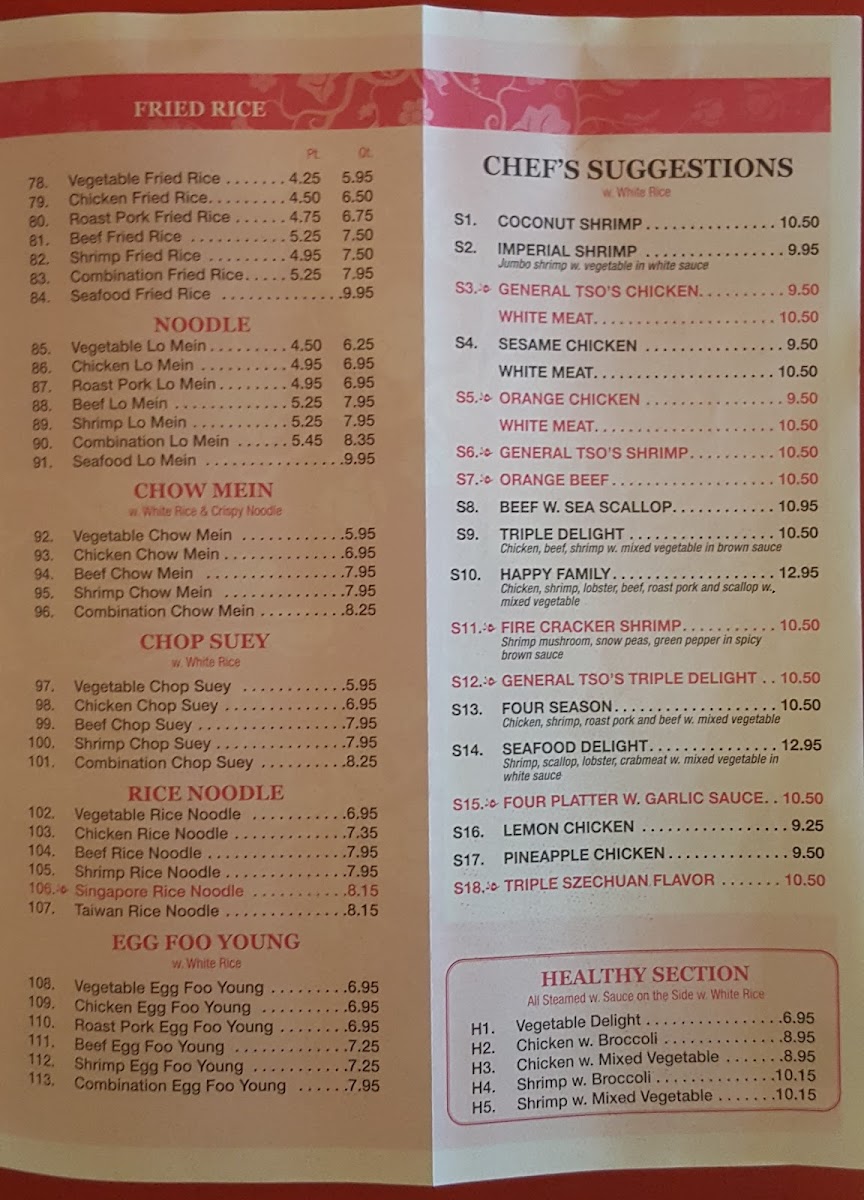 FRIED RICE
Pt. Qt.
78. Vegetable Fried Rice . . . . . . . 4.25 5.95
79. Chicken Fried Rice. . . . . . . . . 4.50 6.50
80. Roast Pork Fried Rice . . . . . . 4.75 6.75
81. Beef Fried Rice . . . . . . . . . . . 5.25 7.50
82. Shrimp Fried Rice . . . . . . . . . 4.95 7.50
83. Combination Fried Rice. . . . . 5.25 7.95
84. Seafood Fried Rice . . . . . . . . . . . . . .9.95
NOODLE
85. Vegetable Lo Mein . . . . . . . . . 4.50 6.25
86. Chicken Lo Mein . . . . . . . . . . 4.95 6.95
87. Roast Pork Lo Mein . . . . . . . . 4.95 6.95
88. Beef Lo Mein . . . . . . . . . . . . 5.25 7.95
89. Shrimp Lo Mein . . . . . . . . . . . 5.25 7.95
90. Combination Lo Mein . . . . . . 5.45 8.35
91. Seafood Lo Mein . . . . . . . . . . . . . . . .9.95
CHOW MEIN
w. White Rice & Crispy Noodle
92. Vegetable Chow Mein . . . . . . . . . . . .5.95
93. Chicken Chow Mein . . . . . . . . . . . . .6.95
94. Beef Chow Mein . . . . . . . . . . . . . . .7.95
95. Shrimp Chow Mein . . . . . . . . . . . . .7.95
96. Combination Chow Mein . . . . . . . . . .8.25
CHOP SUEY
w. White Rice
97. Vegetable Chop Suey . . . . . . . . . . . .5.95
98. Chicken Chop Suey . . . . . . . . . . . . .6.95
99. Beef Chop Suey . . . . . . . . . . . . . . . .7.95
100. Shrimp Chop Suey . . . . . . . . . . . . . .7.95
101. Combination Chop Suey . . . . . . . . . .8.25
RICE NOODLE
102. Vegetable Rice Noodle . . . . . . . . . . .6.95
103. Chicken Rice Noodle . . . . . . . . . . . . .7.35
104. Beef Rice Noodle . . . . . . . . . . . . . . .7.95
105. Shrimp Rice Noodle . . . . . . . . . . . . .7.95
106. Singapore Rice Noodle . . . . . . . . . . .8.15
107. Taiwan Rice Noodle . . . . . . . . . . . . . .8.15
EGG FOO YOUNG
w. White Rice
108. Vegetable Egg Foo Young . . . . . . . . .6.95
109. Chicken Egg Foo Young . . . . . . . . . .6.95
110. Roast Pork Egg Foo Young . . . . . . . .6.95
111. Beef Egg Foo Young . . . . . . . . . . . .7.25
112. Shrimp Egg Foo Young . . . . . . . . . . .7.25
113. Combination Egg Foo Young . . . . . .7.95
CHEF'S SUGGESTIONS
w. White Rice
S1. COCONUT SHRIMP . . . . . . . . . . . . . . 10.50
S2. IMPERIAL SHRIMP . . . . . . . . . . . . . . . 9.95
Jumbo shrimp w. vegetable in white sauce
S3. GENERAL TSO'S CHICKEN. . . . . . . . . . 9.50
WHITE MEAT. . . . . . . . . . . . . . . . . . . . . 10.50
S4. SESAME CHICKEN . . . . . . . . . . . . . . . 9.50
WHITE MEAT. . . . . . . . . . . . . . . . . . . . . 10.50
S5. ORANGE CHICKEN . . . . . . . . . . . . . . . 9.50
WHITE MEAT. . . . . . . . . . . . . . . . . . . . . 10.50
S6. GENERAL TSO'S SHRIMP. . . . . . . . . . 10.50
S7. ORANGE BEEF . . . . . . . . . . . . . . . . . . 10.50
S8. BEEF W. SEA SCALLOP. . . . . . . . . . . . 10.95
S9. TRIPLE DELIGHT . . . . . . . . . . . . . . . . 10.50
Chicken, beef, shrimp w. mixed vegetable in brown sauce
S10. HAPPY FAMILY. . . . . . . . . . . . . . . . . . 12.95
Chicken, shrimp, lobster, beef, roast pork and scallop w.
mixed vegetable
S11. FIRE CRACKER SHRIMP. . . . . . . . . . . 10.50
Shrimp mushroom, snow peas, green pepper in spicy
brown sauce
S12. GENERAL TSO'S TRIPLE DELIGHT . . 10.50
S13. FOUR SEASON. . . . . . . . . . . . . . . . . . 10.50
Chicken, shrimp, roast pork and beef w. mixed vegetable
S14. SEAFOOD DELIGHT. . . . . . . . . . . . . . 12.95
Shrimp, scallop, lobster, crabmeat w. mixed vegetable in
white sauce
S15. FOUR PLATTER W. GARLIC SAUCE. . 10.50
S16. LEMON CHICKEN . . . . . . . . . . . . . . . . 9.25
S17. PINEAPPLE CHICKEN. . . . . . . . . . . . . 9.50
S18. TRIPLE SZECHUAN FLAVOR . . . . . . . 10.50
HEALTHY SECTION
All Steamed w. Sauce on the Side w. White Rice
H1. Vegetable Delight . . . . . . . . . . . . . . . .6.95
H2. Chicken w. Broccoli . . . . . . . . . . . . . .8.95
H3. Chicken w. Mixed Vegetable . . . . . . .8.95
H4. Shrimp w. Broccoli . . . . . . . . . . . . .10.15
H5. Shrimp w. Mixed Vegetable . . . . . . .10.15